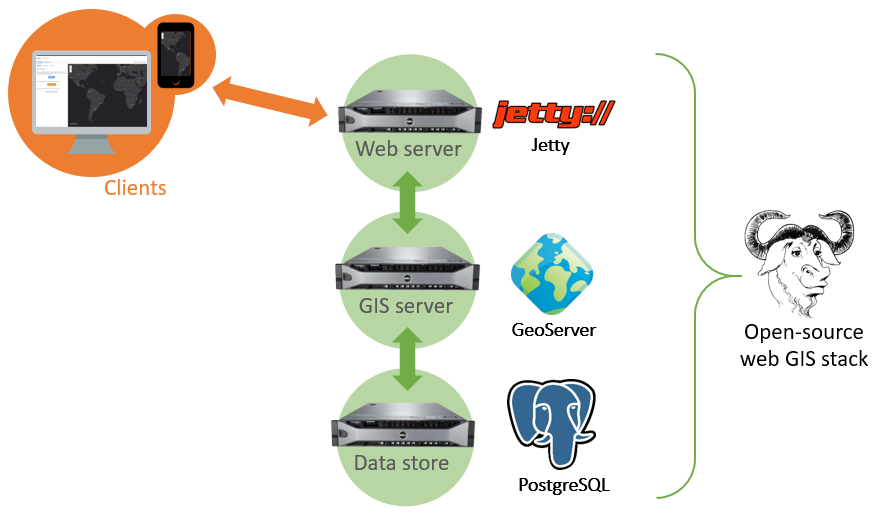 Clients
Web server
jetty://
Jetty
GIS server
GeoServer
Data store
PostgreSQL
Open-source
web GIS stack